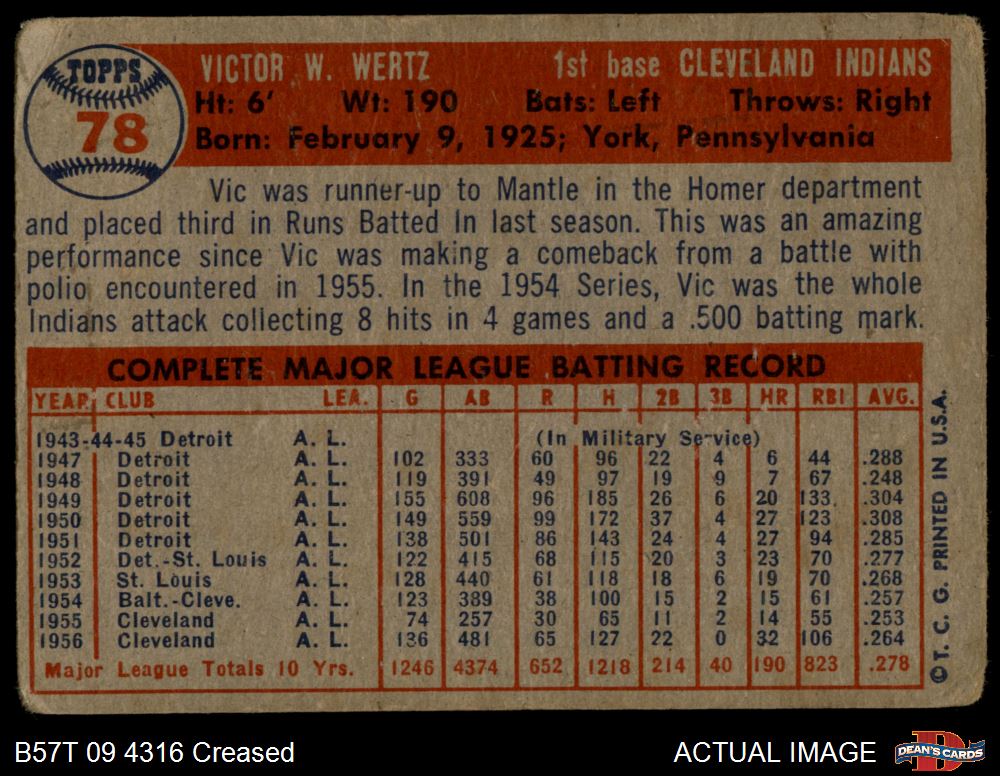 TOPPS
78
VICTOR W. WERTZ 1st base CLEVELAND INDIANS
Ht: 6' Wt: 190 Bats: Left Throws: Right
Born: February 9, 1925; York, Pennsylvania
Vic was runner-up to Mantle in the Homer department
and placed third in Runs Batted In last season. This was an amazing
performance since Vic was making a comeback from a battle with
polio encountered in 1955. In the 1954 Series, Vic was the whole
Indians attack collecting 8 hits in 4 games and a .500 batting mark.
COMPLETE MAJOR LEAGUE BATTING RECORD
YEAR CLUB LEA. G AB R H 2B 3B HR RBI AVG.
1943-44-45 Detroit A. L. (In Military Service)
1947 Detroit A. L. 102 333 60 96 22 4 6 44 .288
1948 Detroit A. L. 119 391 49 97 19 9 7 67 .248
1949 Detroit A. L. 155 608 96 185 26 6 20 133 .304
1950 Detroit A. L. 149 559 99 172 37 4 27 123 .308
1951 Detroit A. L. 138 501 86 143 24 4 27 94 .285
1952 Det.-St. Louis A. L. 122 415 68 115 20 3 23 70 .277
1953 St. Louis A. L. 128 440 61 118 18 6 19 70 .268
1954 Balt.-Cleve. A. L. 123 389 38 100 15 2 15 61 .257
1955 Cleveland A. L. 74 257 30 65 11 2 14 55 .253
1956 Cleveland A. L. 136 481 65 127 22 0 32 106 .264
Major League Totals 10 Yrs. 1246 4374 652 1218 214 40 190 823 .278
© T. C. G. PRINTED IN U.S.A.
B57T 09 4316 Creased
ACTUAL IMAGE
D
DEAN'S CARDS